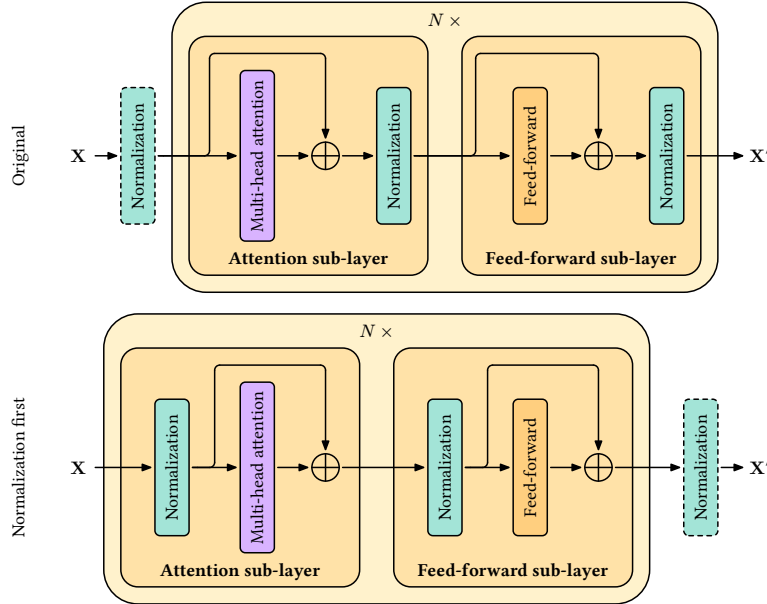 N ×
Original
X
Normalization
Multi-head attention
Normalization
Feed-forward
Normalization
X'
Attention sub-layer
Feed-forward sub-layer
N ×
Normalization first
X
Normalization
Multi-head attention
Normalization
Feed-forward
Normalization
X'
Attention sub-layer
Feed-forward sub-layer